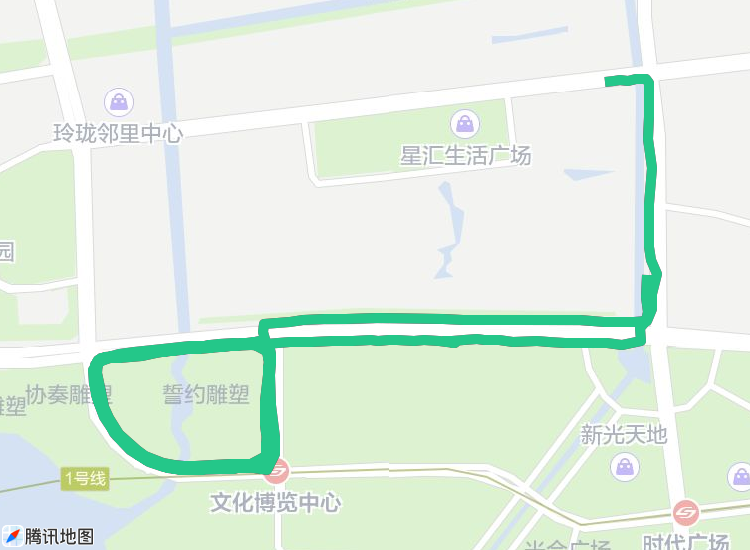 玲珑邻里中心
星汇生活广场
园
协奏雕塑
誓约雕塑
雕塑
新光天地
1号线
文化博览中心
时代广场
腾讯地图